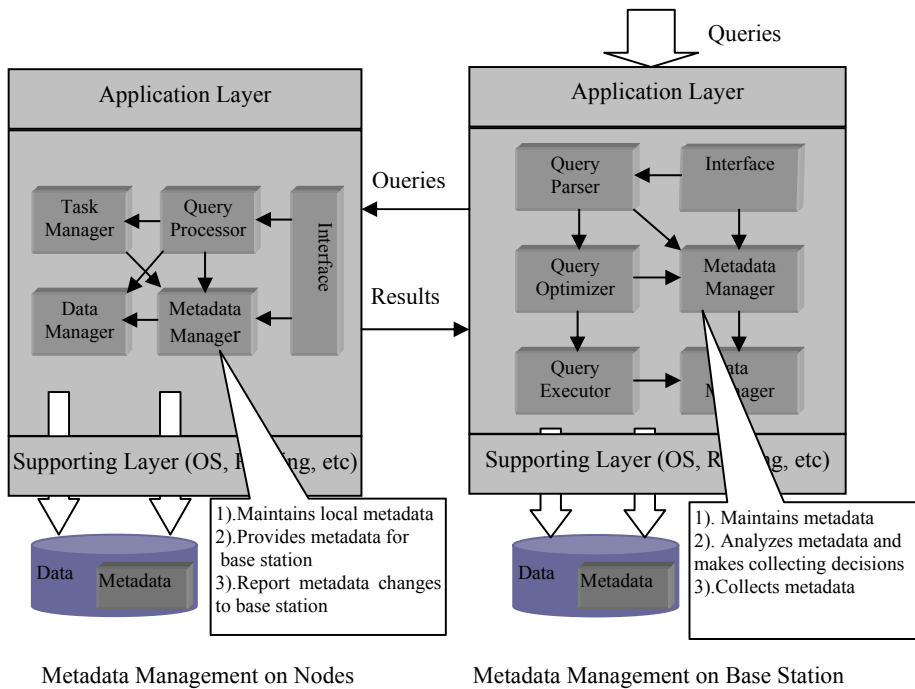 Queries
Application Layer
Task
Manager
Query
Processor
Interface
Data
Manager
Metadata
Manager
Supporting Layer (OS, ing, etc)
Data
Metadata
1).Maintains local metadata
2).Provides metadata for
base station
3).Report metadata changes
to base station
Metadata Management on Nodes
Oueries
Results
Application Layer
Query
Parser
Interface
Query
Optimizer
Metadata
Manager
Query
Executor
ata
M nager
Supporting Layer (OS, R ng, etc)
Data
Metadata
1). Maintains metadata
2). Analyzes metadata and
makes collecting decisions
3).Collects metadata
Metadata Management on Base Station